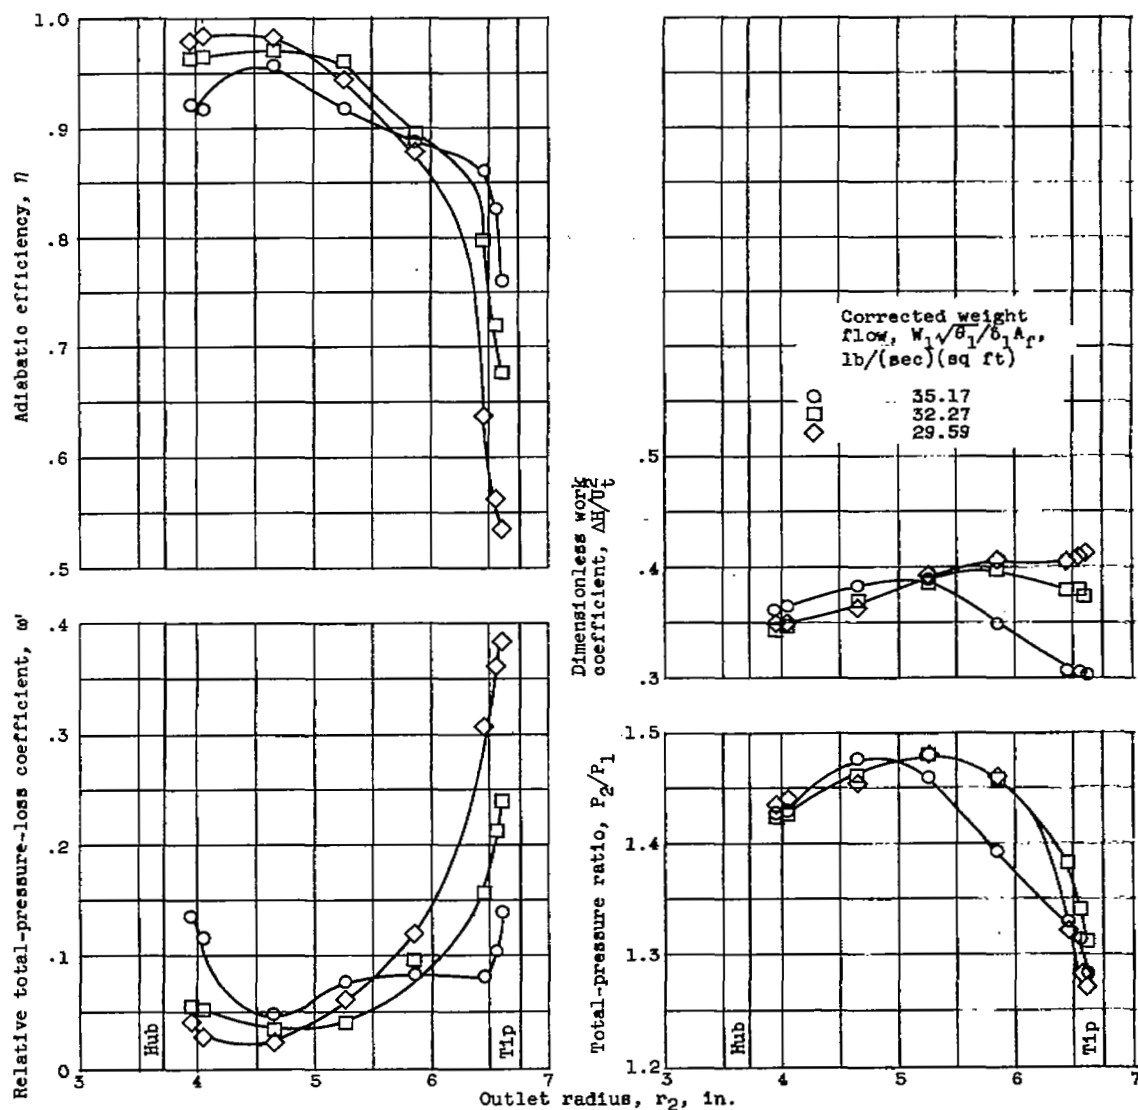 1.0
.9
.8
.7
.6
.5
Adiabatic efficiency, η
.4
.3
.2
.1
0
Relative total-pressure-loss coefficient, ω'
Hub
Tip
3 4 5 6 7
Corrected weight
flow, W₁√θ₁/δ₁A_f,
lb/(sec)(sq ft)
○ 35.17
□ 32.27
◇ 29.59
.5
.4
.3
Dimensionless work
coefficient, ΔH/U²_t
1.5
1.4
1.3
1.2
Total-pressure ratio, P₂/P₁
Hub
Tip
3 4 5 6 7
Outlet radius, r₂, in.